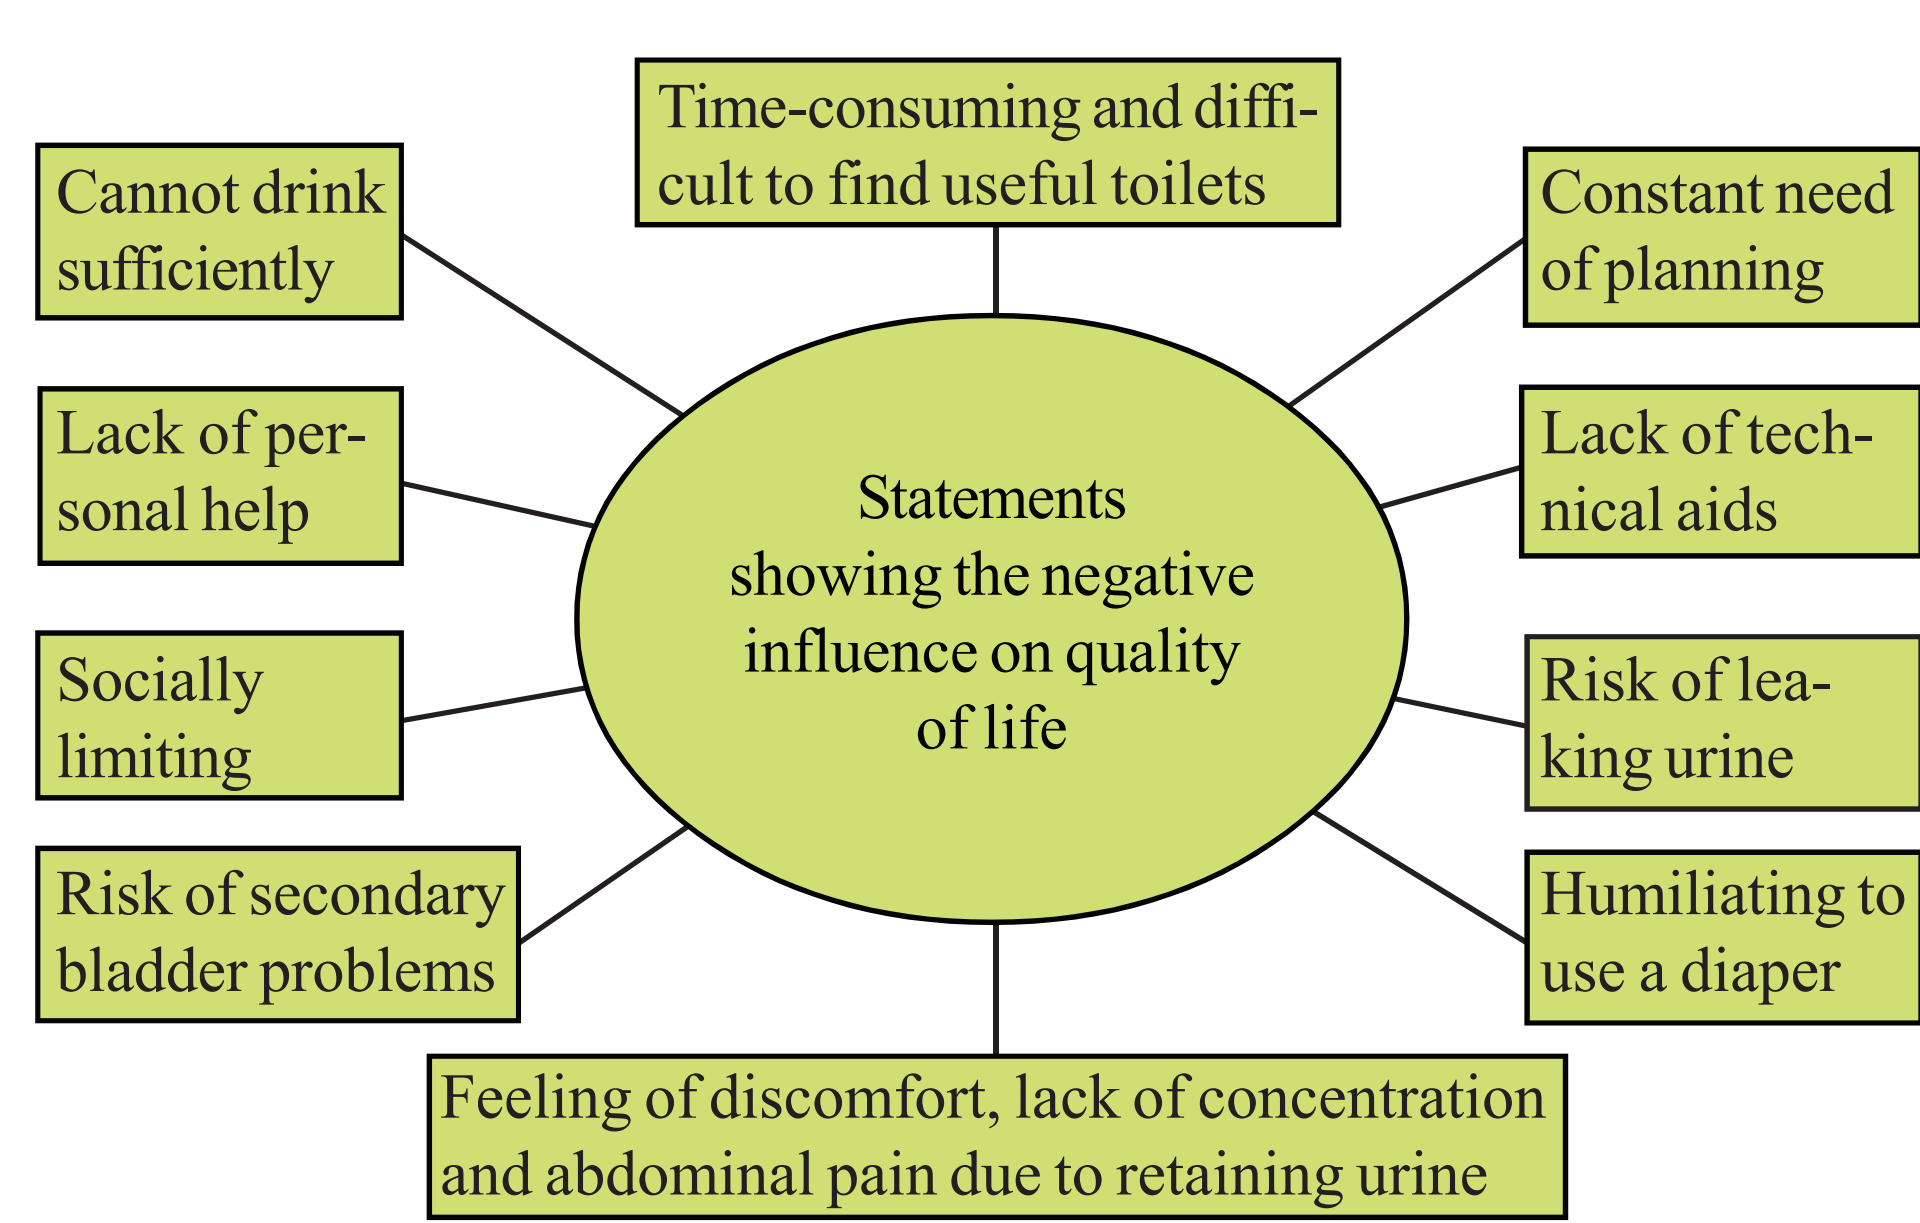 Time-consuming and diffi-
cult to find useful toilets
Cannot drink
sufficiently
Constant need
of planning
Lack of per-
sonal help
Lack of tech-
nical aids
Statements
showing the negative
influence on quality
of life
Socially
limiting
Risk of lea-
king urine
Risk of secondary
bladder problems
Humiliating to
use a diaper
Feeling of discomfort, lack of concentration
and abdominal pain due to retaining urine